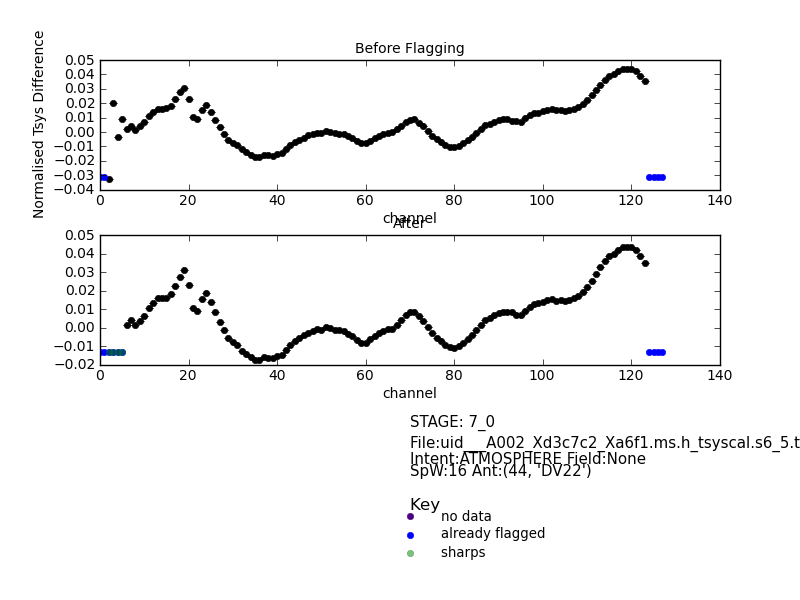 Before Flagging
Normalised Tsys Difference
0.05
0.04
0.03
0.02
0.01
0.00
−0.01
−0.02
−0.03
−0.04
0 20 40 60 80 100 120 140
channel
After
0.05
0.04
0.03
0.02
0.01
0.00
−0.01
−0.02
0 20 40 60 80 100 120 140
channel
STAGE: 7_0
File:uid___A002_Xd3c7c2_Xa6f1.ms.h_tsyscal.s6_5.t
Intent:ATMOSPHERE Field:None
SpW:16 Ant:(44, 'DV22')
Key
no data
already flagged
sharps